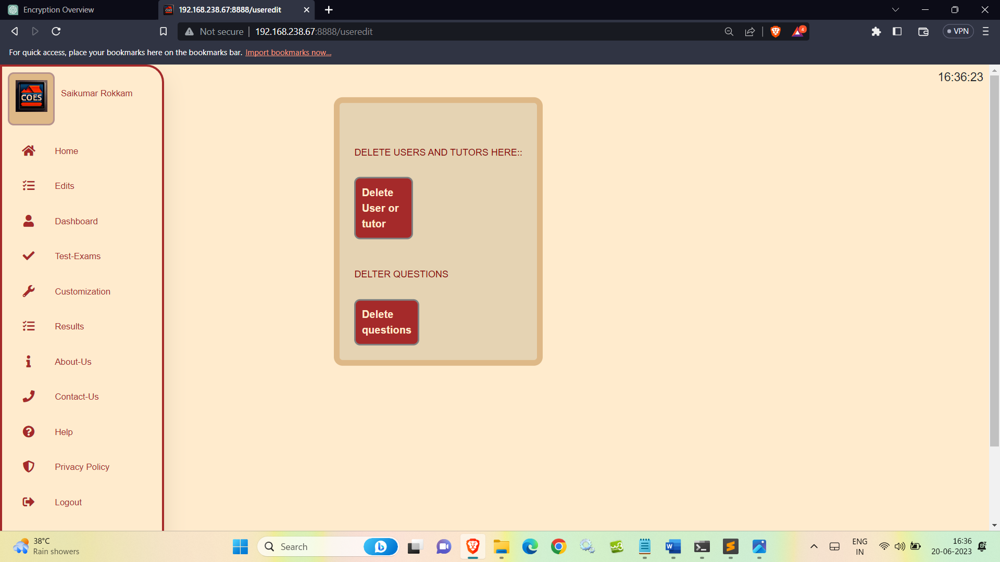 Encryption Overview
192.168.238.67:8888/useredit
Not secure
192.168.238.67:8888/useredit
4
VPN
For quick access, place your bookmarks here on the bookmarks bar. Import bookmarks now...
16:36:23
COES
Saikumar Rokkam
Home
Edits
Dashboard
Test-Exams
Customization
Results
About-Us
Contact-Us
Help
Privacy Policy
Logout
DELETE USERS AND TUTORS HERE::
Delete
User or
tutor
DELTER QUESTIONS
Delete
questions
38°C
Rain showers
Search
ENG
IN
16:36
20-06-2023